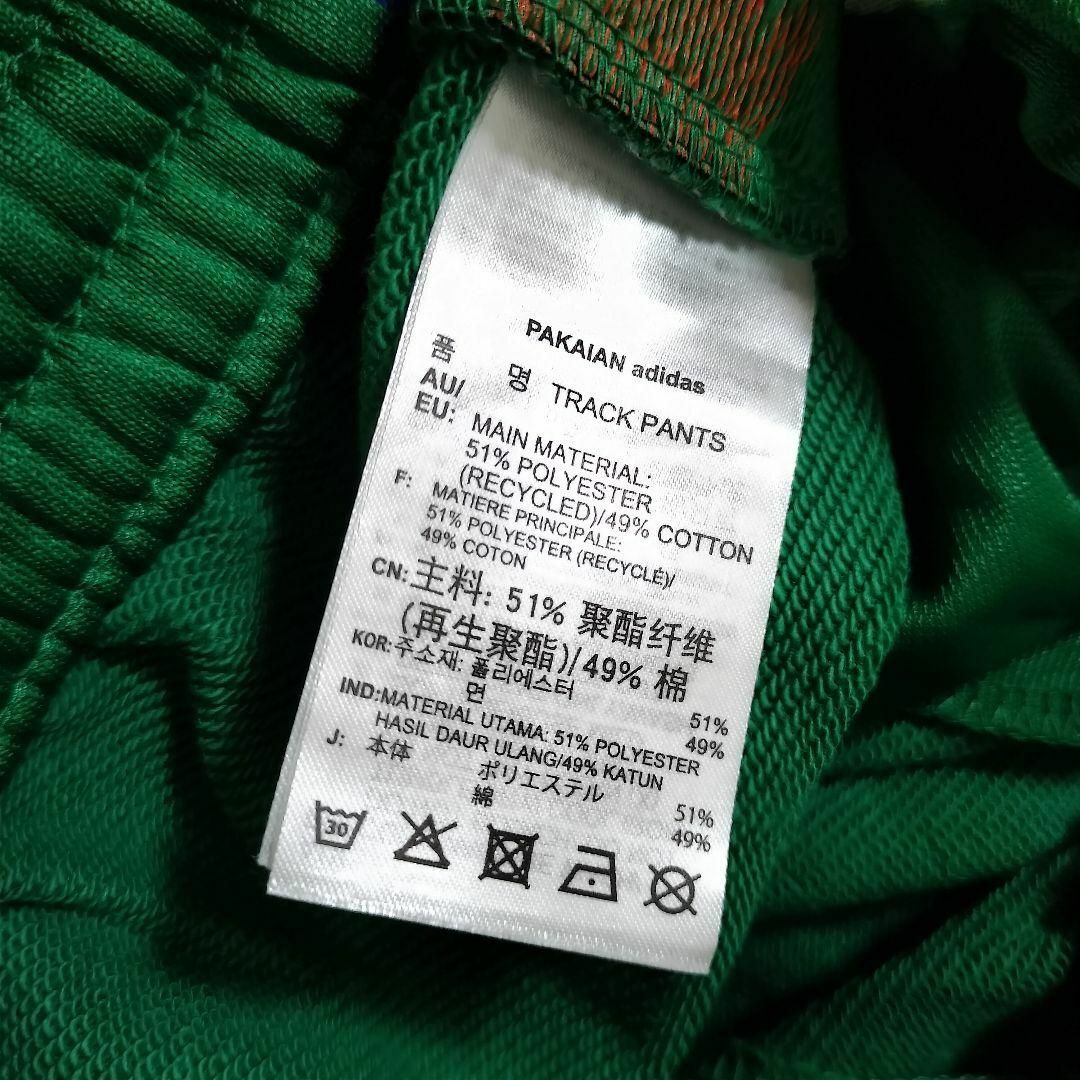 PAKAIAN adidas
품 명 TRACK PANTS
AU/ EU: MAIN MATERIAL:
51% POLYESTER
(RECYCLED)/49% COTTON
F: MATIERE PRINCIPALE:
51% POLYESTER (RECYCLÉ)/
49% COTON
CN: 主料: 51% 聚酯纤维
(再生聚酯)/49% 棉
KOR: 주소재: 폴리에스터 51%
면 49%
IND: MATERIAL UTAMA: 51% POLYESTER
HASIL DAUR ULANG/49% KATUN
J: 本体 ポリエステル 51%
綿 49%
30